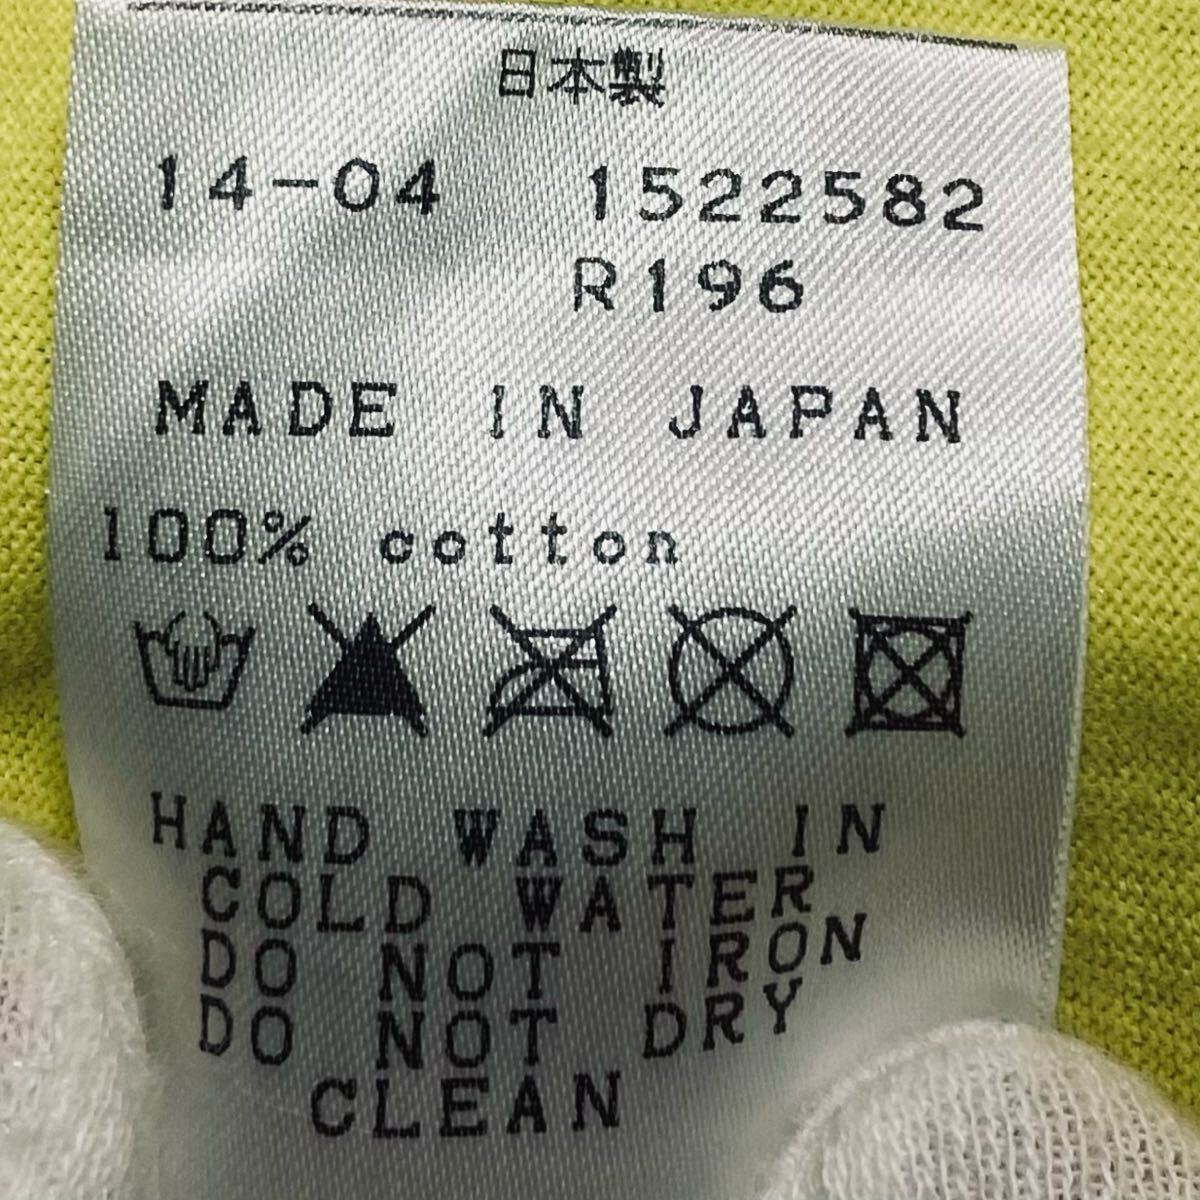 日本製
14-04 1522582
R196
MADE IN JAPAN
100% cotton
HAND WASH IN
COLD WATER
DO NOT IRON
DO NOT DRY
CLEAN